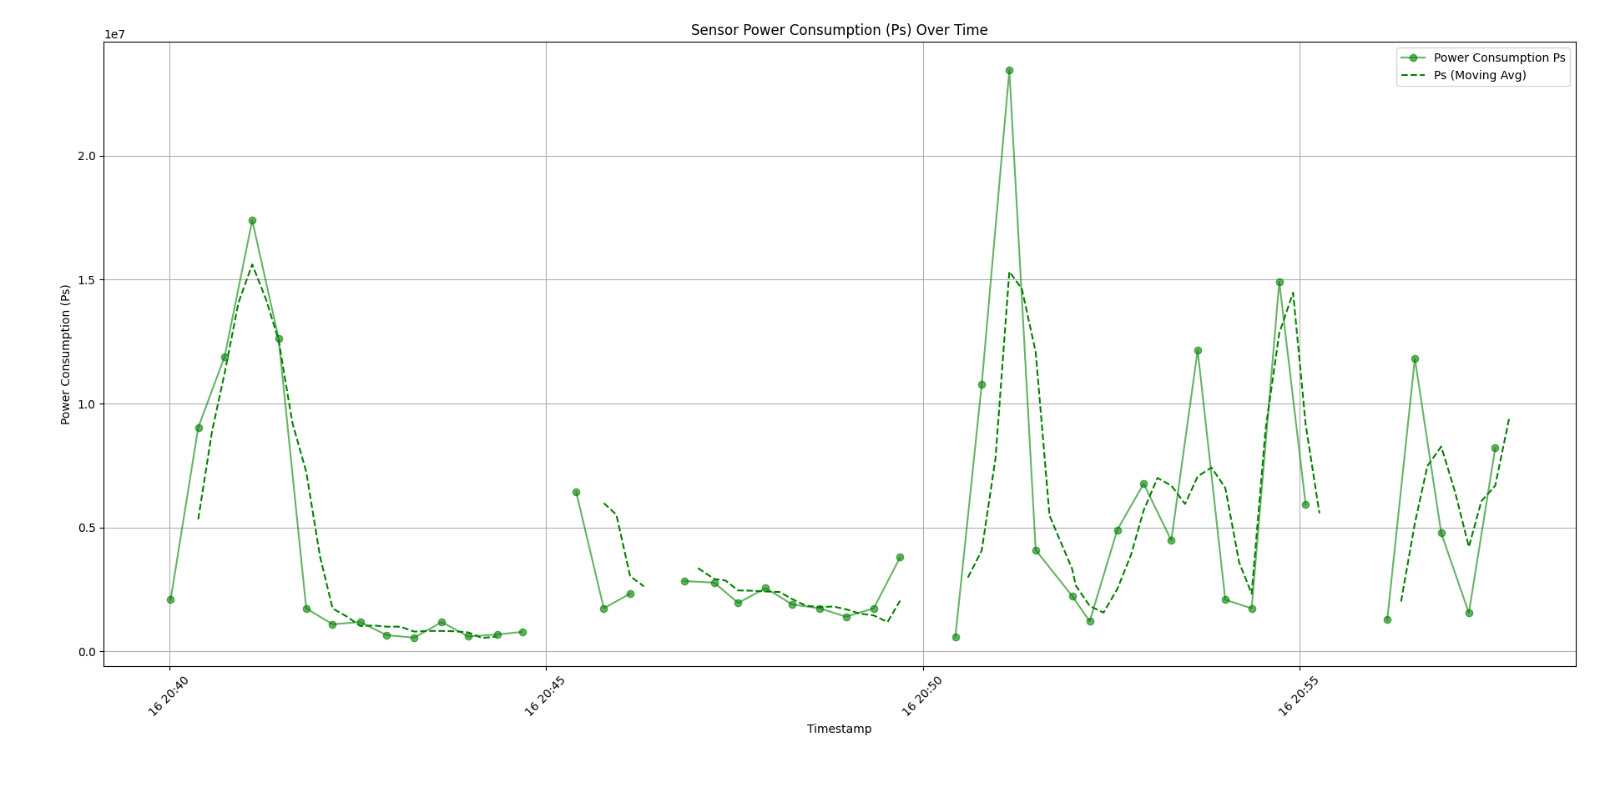 Sensor Power Consumption (Ps) Over Time
1e7
Power Consumption Ps
Ps (Moving Avg)
2.0
1.5
1.0
0.5
0.0
Power Consumption (Ps)
16 20:40
16 20:45
16 20:50
16 20:55
Timestamp